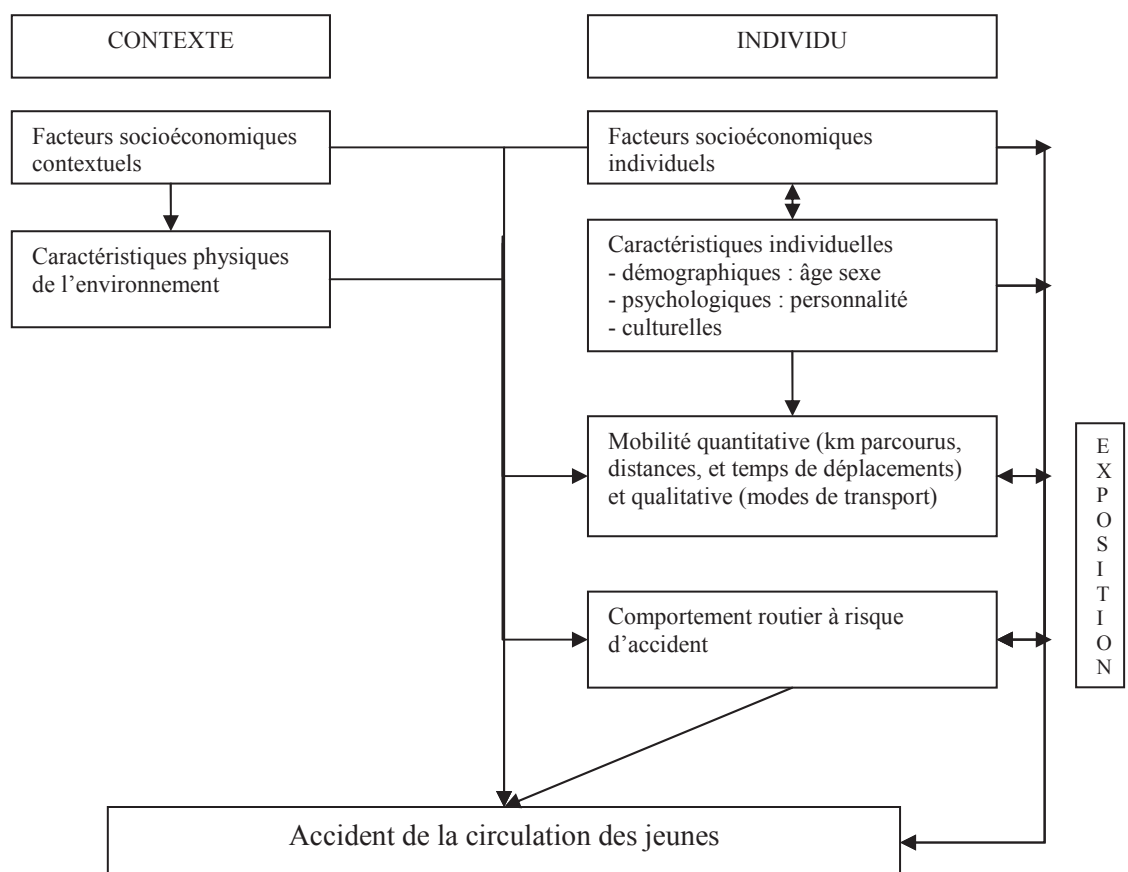 CONTEXTE
INDIVIDU
Facteurs socioéconomiques
contextuels
Facteurs socioéconomiques
individuels
Caractéristiques physiques
de l’environnement
Caractéristiques individuelles
- démographiques : âge sexe
- psychologiques : personnalité
- culturelles
Mobilité quantitative (km parcourus,
distances, et temps de déplacements)
et qualitative (modes de transport)
EXPOSITION
Comportement routier à risque
d’accident
Accident de la circulation des jeunes